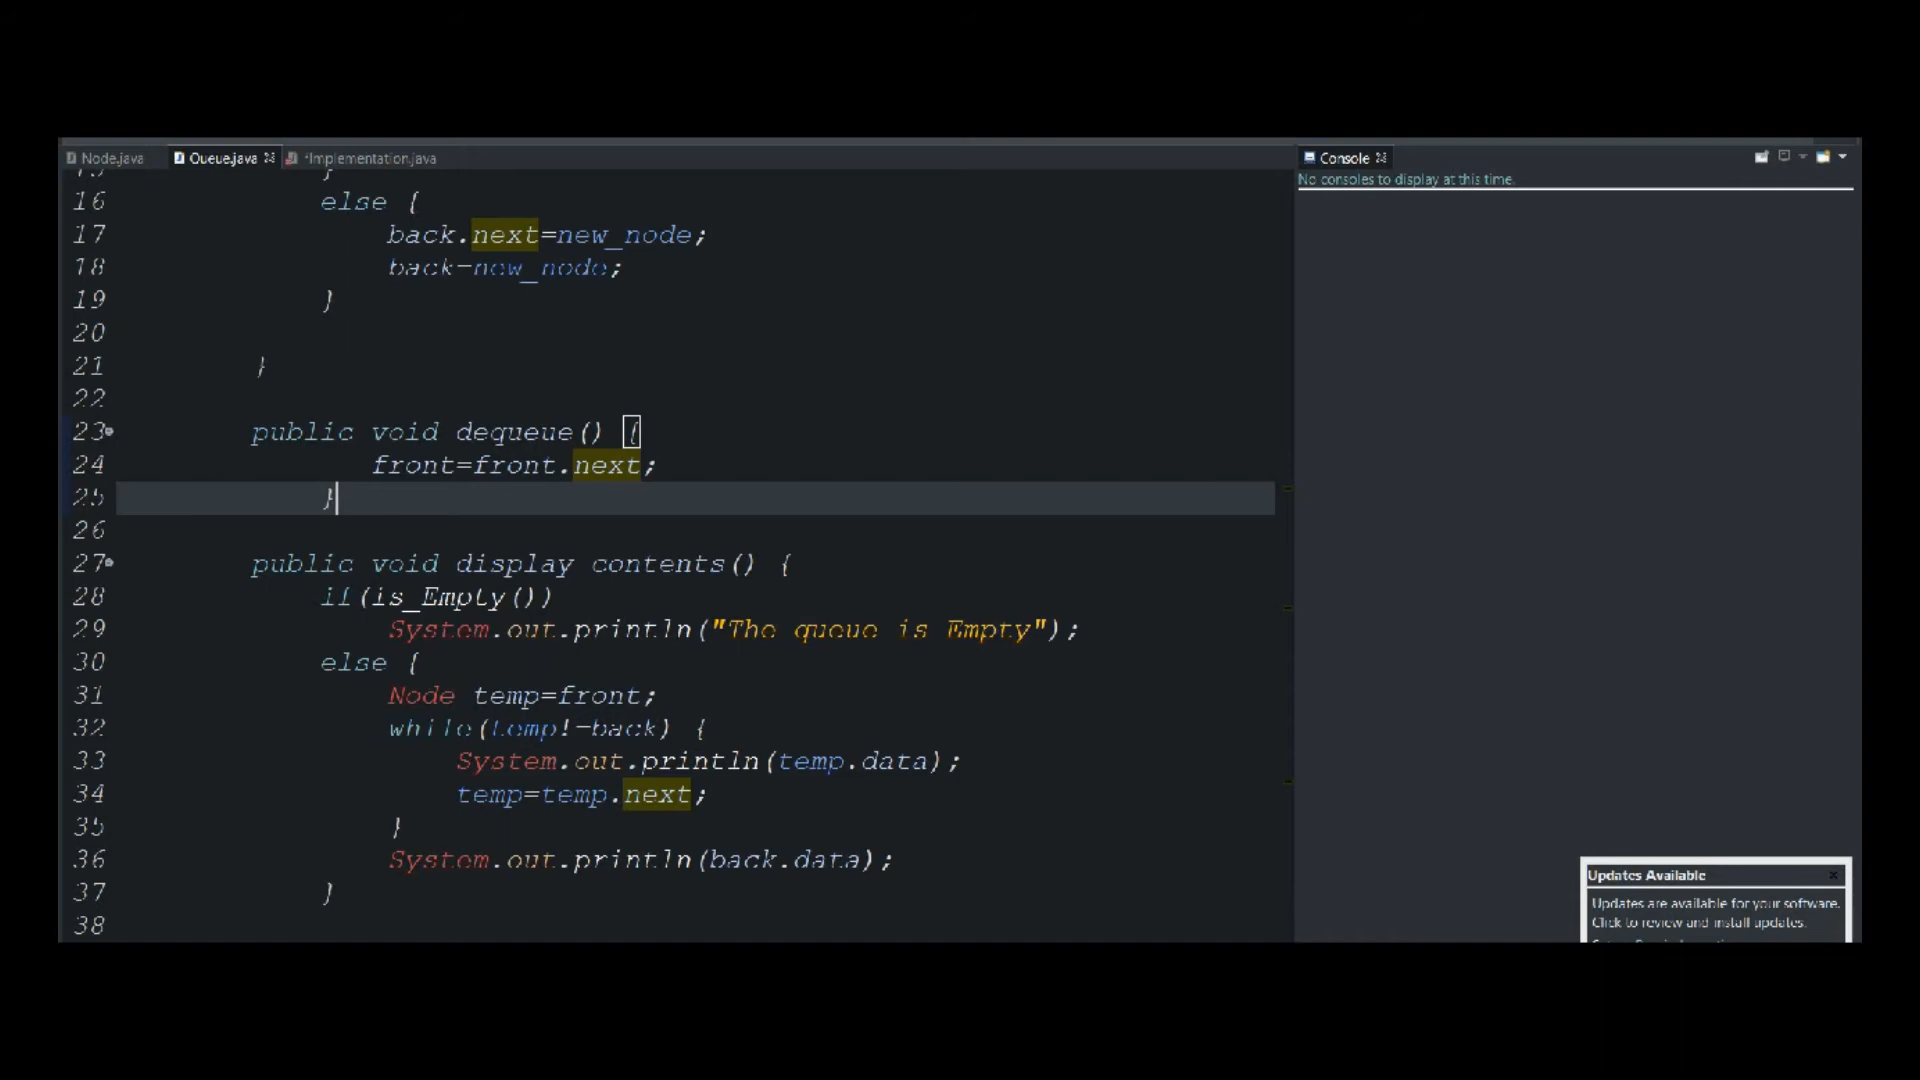 Node.java Queue.java *Implementation.java
16 else {
17 back.next=new_node;
18 back=new_node;
19 }
20
21 }
22
23 public void dequeue() {
24 front=front.next;
25 }
26
27 public void display contents() {
28 if(is_Empty())
29 System.out.println("The queue is Empty");
30 else {
31 Node temp=front;
32 while(temp!=back) {
33 System.out.println(temp.data);
34 temp=temp.next;
35 }
36 System.out.println(back.data);
37 }
38
Console
No consoles to display at this time.
Updates Available
Updates are available for your software.
Click to review and install updates.